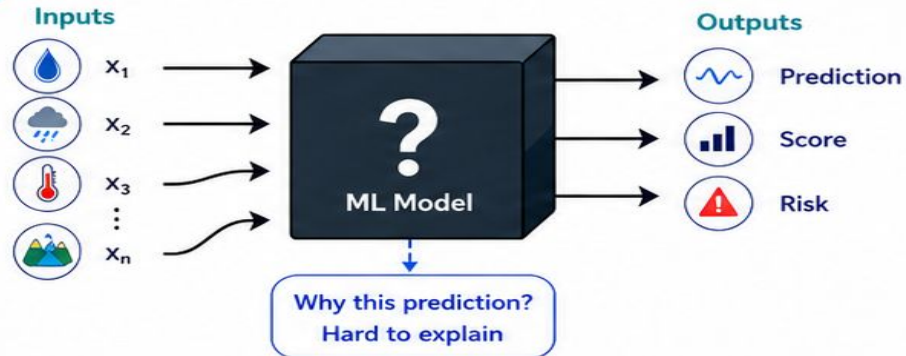 Inputs
x₁
x₂
x₃
⋮
xₙ
?
ML Model
Why this prediction?
Hard to explain
Outputs
Prediction
Score
Risk